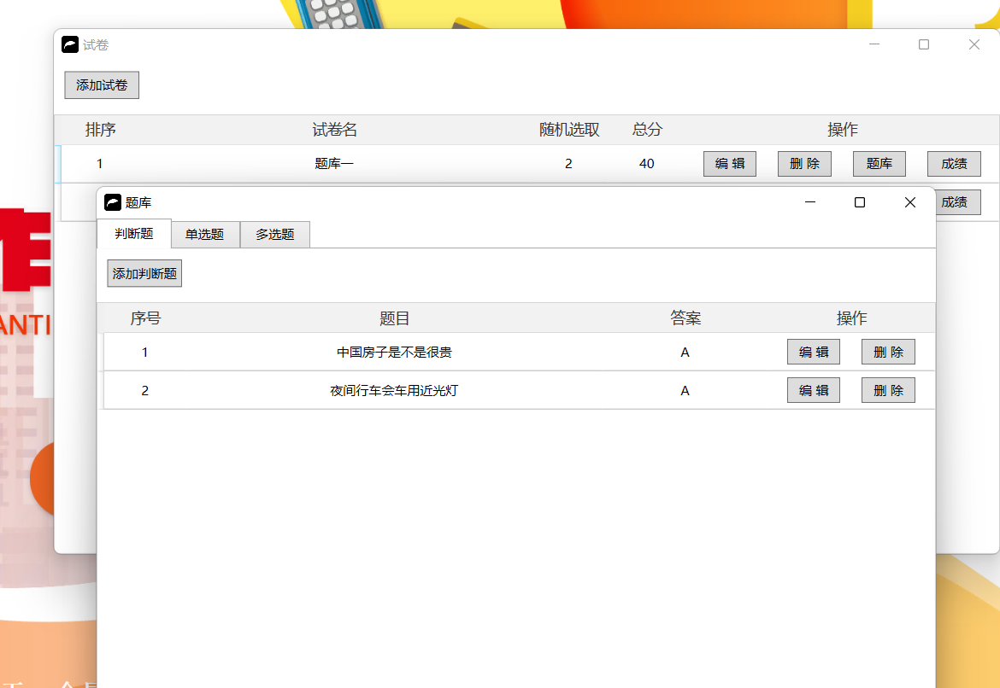 试卷
添加试卷
排序 试卷名 随机选取 总分 操作
1 题库一 2 40 编 辑 删 除 题库 成绩
成绩
题库
判断题 单选题 多选题
添加判断题
序号 题目 答案 操作
1 中国房子是不是很贵 A 编 辑 删 除
2 夜间行车会车用近光灯 A 编 辑 删 除
ANTI